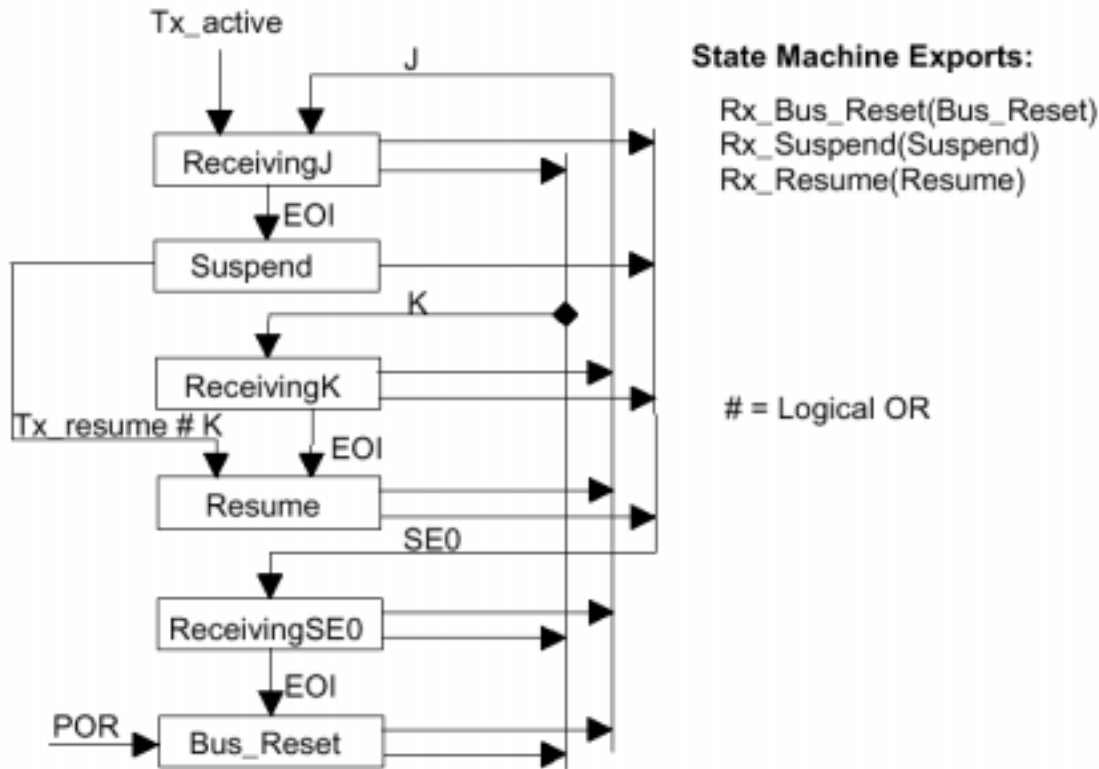 Tx_active
J
State Machine Exports:
Rx_Bus_Reset(Bus_Reset)
Rx_Suspend(Suspend)
Rx_Resume(Resume)
ReceivingJ
EOI
Suspend
K
ReceivingK
# = Logical OR
Tx_resume # K
EOI
Resume
SE0
ReceivingSE0
EOI
POR
Bus_Reset